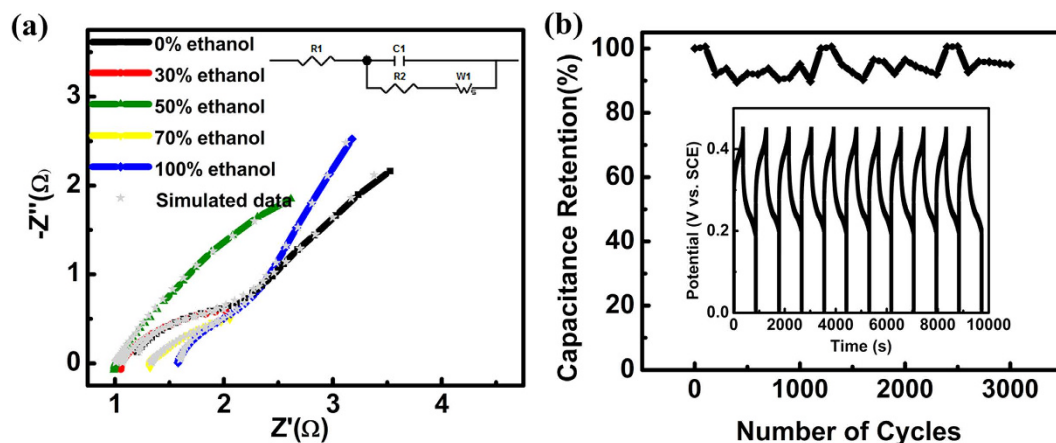 (a)
0% ethanol
30% ethanol
50% ethanol
70% ethanol
100% ethanol
Simulated data
R1
C1
R2
W1
s
-Z''(Ω)
3
2
1
0
1
2
3
4
Z'(Ω)
(b)
Capacitance Retention(%)
100
80
60
40
20
0
0
1000
2000
3000
Number of Cycles
Potential (V vs. SCE)
0.4
0.2
0.0
0
2000
4000
6000
8000
10000
Time (s)